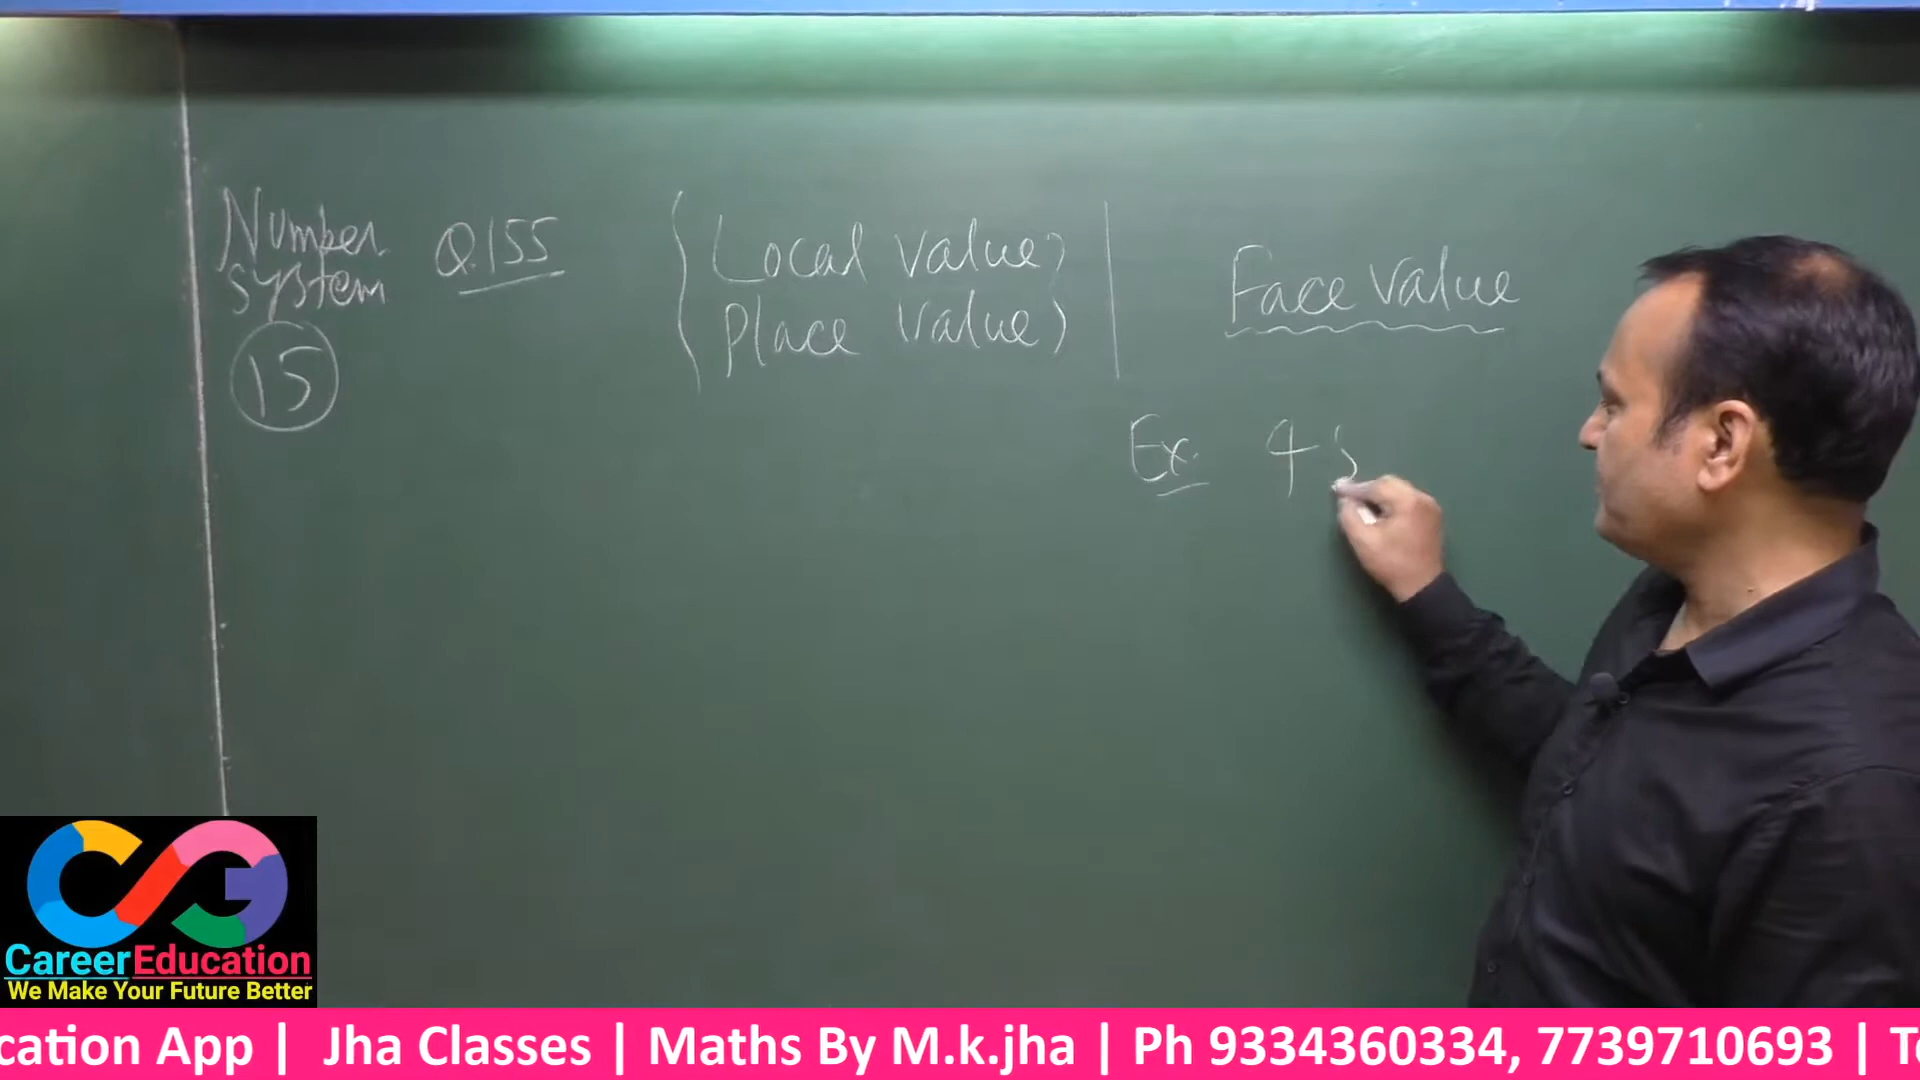 Number
system
15
Q.155
Local value
Place value
Face value
Ex. 4
CareerEducation
We Make Your Future Better
cation App | Jha Classes | Maths By M.k.jha | Ph 9334360334, 7739710693 |